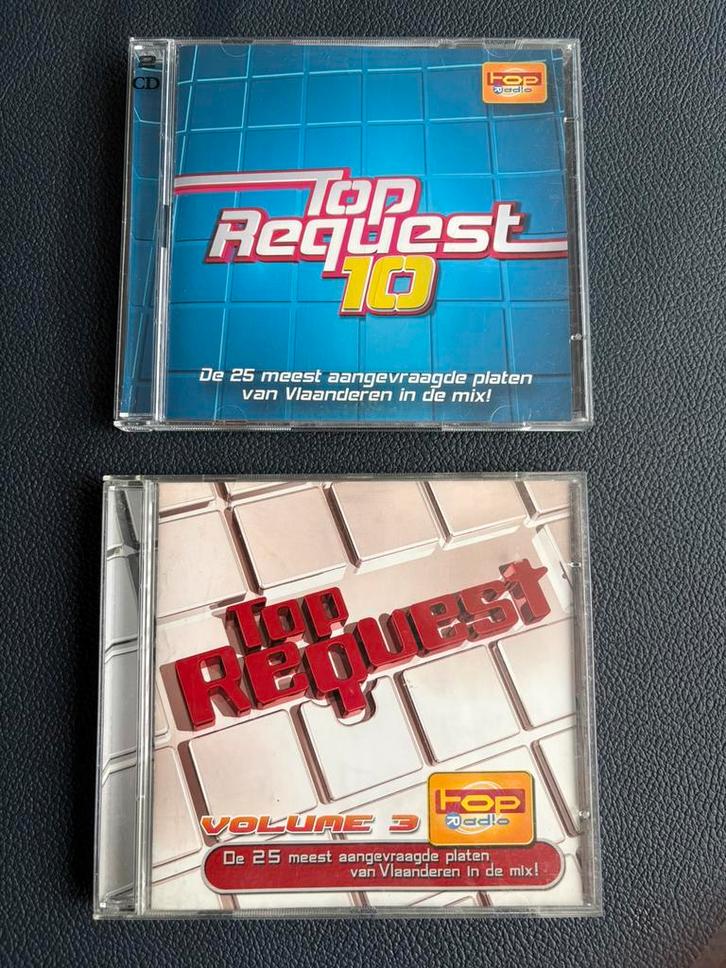 2
CD
top
Radio
Top
Request
10
De 25 meest aangevraagde platen
van Vlaanderen in de mix!
Top
Request
VOLUME 3
top
Radio
De 25 meest aangevraagde platen
van Vlaanderen in de mix!